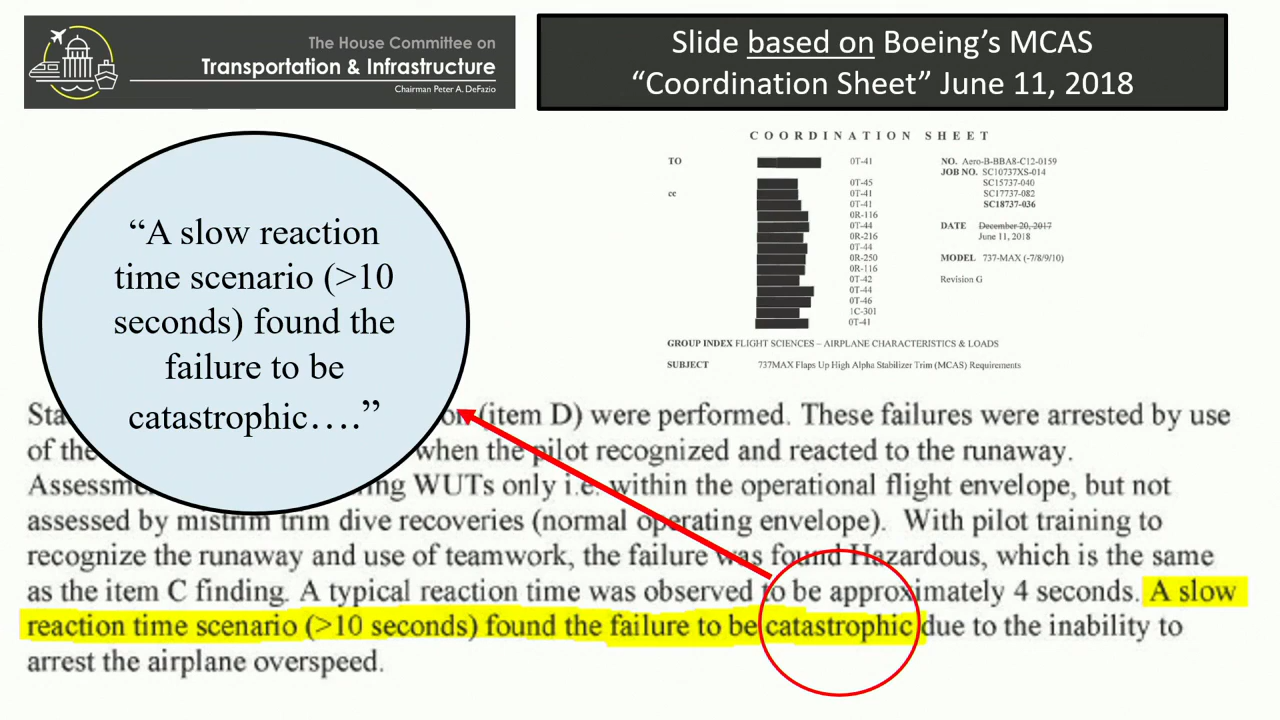 The House Committee on
Transportation & Infrastructure
Chairman Peter A. DeFazio
Slide based on Boeing's MCAS
"Coordination Sheet" June 11, 2018
COORDINATION SHEET
TO 0T-41 NO. Aero-B-BBA8-C12-0159
JOB NO. SC10737XS-014
0T-45 SC15737-040
cc 0T-41 SC17737-082
0T-41 SC18737-036
0R-116
0T-44 DATE December 20, 2017
0R-216 June 11, 2018
0T-44
0R-250 MODEL 737-MAX (-7/8/9/10)
0R-116
0T-42 Revision G
0T-44
0T-46
1C-301
0T-41
GROUP INDEX FLIGHT SCIENCES – AIRPLANE CHARACTERISTICS & LOADS
SUBJECT 737MAX Flaps Up High Alpha Stabilizer Trim (MCAS) Requirements
"A slow reaction
time scenario (>10
seconds) found the
failure to be
catastrophic…."
(item D) were performed. These failures were arrested by use
of the when the pilot recognized and reacted to the runaway.
WUTs only i.e. within the operational flight envelope, but not
assessed by mistrim trim dive recoveries (normal operating envelope). With pilot training to
recognize the runaway and use of teamwork, the failure was found Hazardous, which is the same
as the item C finding. A typical reaction time was observed to be approximately 4 seconds. A slow
reaction time scenario (>10 seconds) found the failure to be catastrophic due to the inability to
arrest the airplane overspeed.